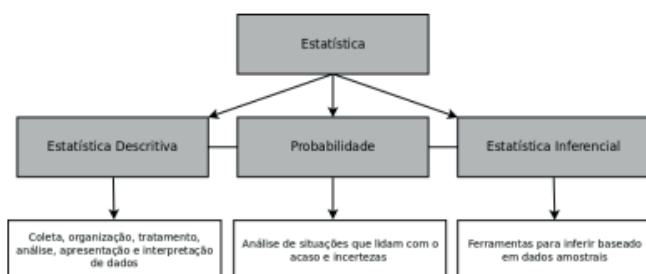 Estatística
Estatística Descritiva
Probabilidade
Estatística Inferencial
Coleta, organização, tratamento,
análise, apresentação e interpretação
de dados
Análise de situações que lidam com o
acaso e incertezas
Ferramentas para inferir baseado
em dados amostrais